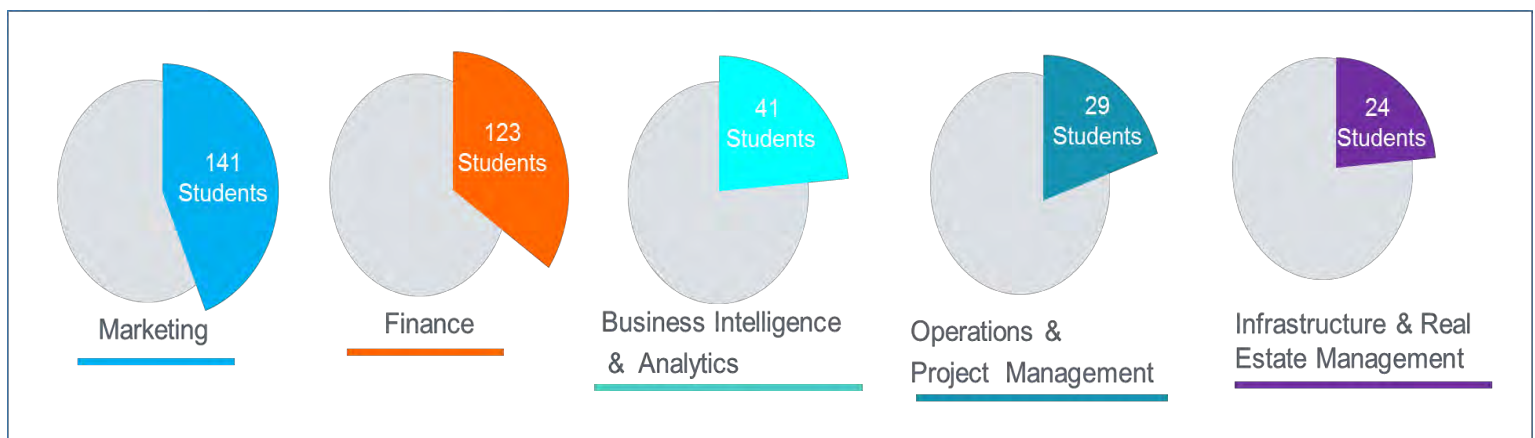 141
Students
Marketing
123
Students
Finance
41
Students
Business Intelligence
& Analytics
29
Students
Operations &
Project Management
24
Students
Infrastructure & Real
Estate Management